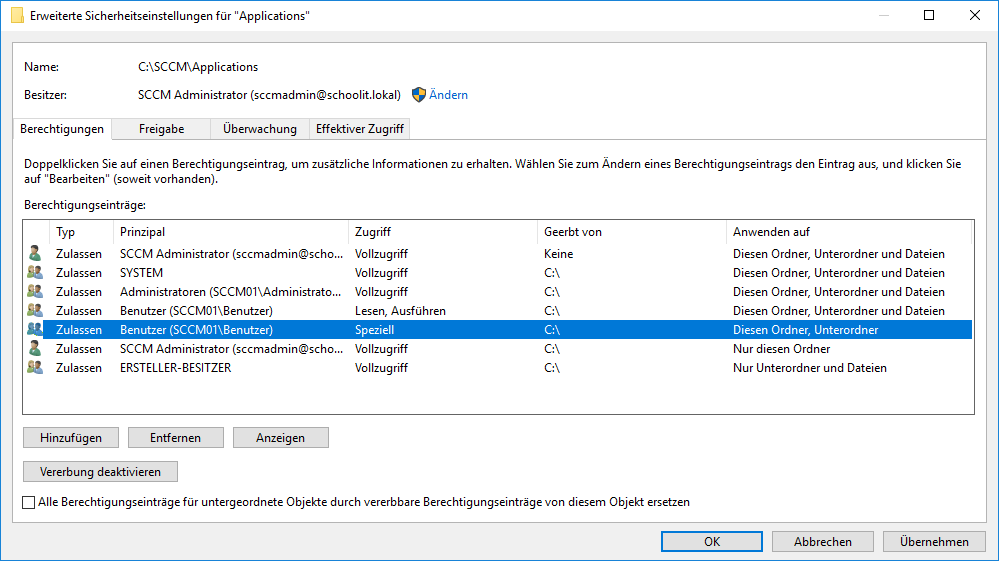 Erweiterte Sicherheitseinstellungen für "Applications"
Name: C:\SCCM\Applications
Besitzer: SCCM Administrator (sccmadmin@schoolit.lokal) Ändern
Berechtigungen Freigabe Überwachung Effektiver Zugriff
Doppelklicken Sie auf einen Berechtigungseintrag, um zusätzliche Informationen zu erhalten. Wählen Sie zum Ändern eines Berechtigungseintrags den Eintrag aus, und klicken Sie
auf "Bearbeiten" (soweit vorhanden).
Berechtigungseinträge:
Typ Prinzipal Zugriff Geerbt von Anwenden auf
Zulassen SCCM Administrator (sccmadmin@scho... Vollzugriff Keine Diesen Ordner, Unterordner und Dateien
Zulassen SYSTEM Vollzugriff C:\ Diesen Ordner, Unterordner und Dateien
Zulassen Administratoren (SCCM01\Administrato... Vollzugriff C:\ Diesen Ordner, Unterordner und Dateien
Zulassen Benutzer (SCCM01\Benutzer) Lesen, Ausführen C:\ Diesen Ordner, Unterordner und Dateien
Zulassen Benutzer (SCCM01\Benutzer) Speziell C:\ Diesen Ordner, Unterordner
Zulassen SCCM Administrator (sccmadmin@scho... Vollzugriff C:\ Nur diesen Ordner
Zulassen ERSTELLER-BESITZER Vollzugriff C:\ Nur Unterordner und Dateien
Hinzufügen Entfernen Anzeigen
Vererbung deaktivieren
Alle Berechtigungseinträge für untergeordnete Objekte durch vererbbare Berechtigungseinträge von diesem Objekt ersetzen
OK Abbrechen Übernehmen